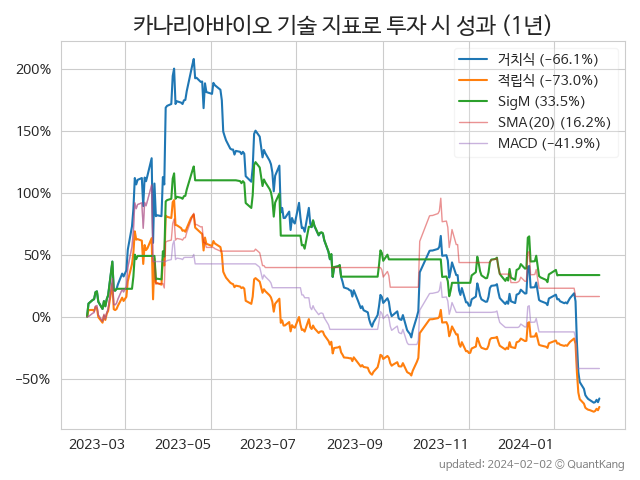 카나리아바이오 기술 지표로 투자 시 성과 (1년)
거치식 (−66.1%)
적립식 (−73.0%)
SigM (33.5%)
SMA(20) (16.2%)
MACD (−41.9%)
200%
150%
100%
50%
0%
−50%
2023-03
2023-05
2023-07
2023-09
2023-11
2024-01
updated: 2024-02-02 © QuantKang